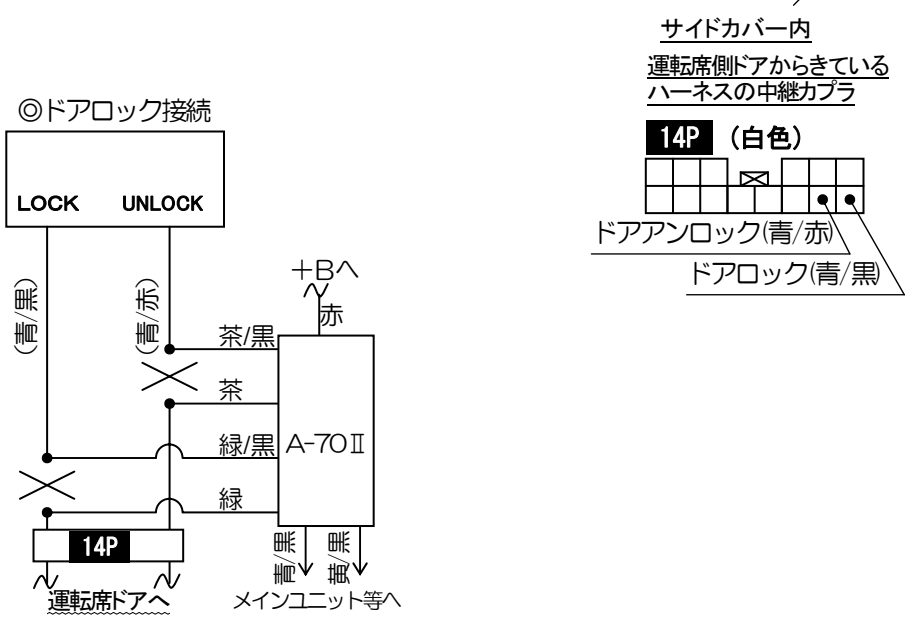 サイドカバー内
運転席側ドアからきている
ハーネスの中継カプラ
14P (白色)
ドアアンロック(青/赤)
ドアロック(青/黒)
◎ドアロック接続
LOCK UNLOCK
(青/黒)
(青/赤)
+Bへ
赤
茶/黒
茶
緑/黒
A-70Ⅱ
緑
14P
青/黒
黄/黒
運転席ドアへ
メインユニット等へ